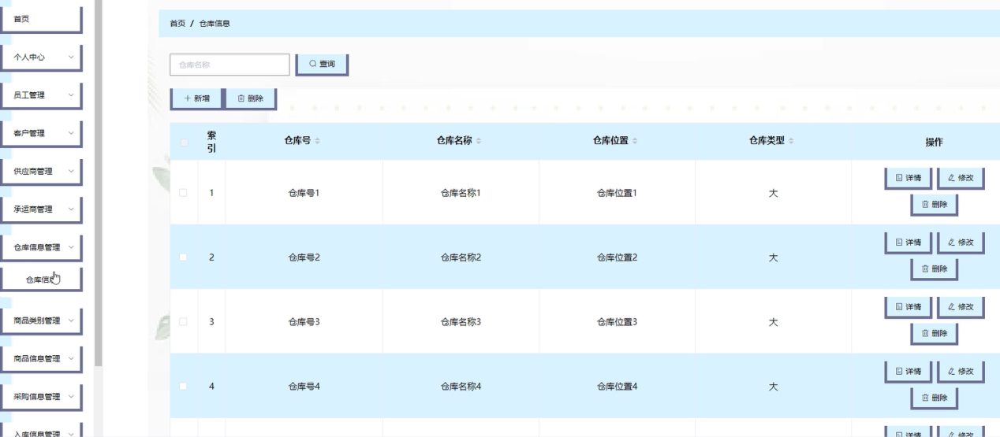 首页
个人中心
员工管理
客户管理
供应商管理
承运商管理
仓库信息管理
仓库信息
商品类别管理
商品信息管理
采购信息管理
入库信息管理
首页 / 仓库信息
仓库名称
查询
新增 删除
索引 仓库号 仓库名称 仓库位置 仓库类型 操作
1 仓库号1 仓库名称1 仓库位置1 大 详情 修改
删除
2 仓库号2 仓库名称2 仓库位置2 大 详情 修改
删除
3 仓库号3 仓库名称3 仓库位置3 大 详情 修改
删除
4 仓库号4 仓库名称4 仓库位置4 大 详情 修改
删除
详情 修改